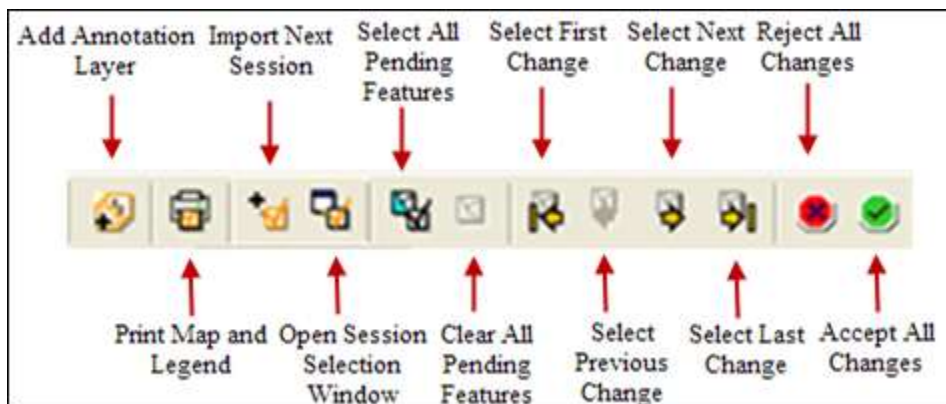 Add Annotation
Layer
Import Next
Session
Select All
Pending
Features
Select First
Change
Select Next
Change
Reject All
Changes
Print Map and
Legend
Open Session
Selection
Window
Clear All
Pending
Features
Select
Previous
Change
Select Last
Change
Accept All
Changes